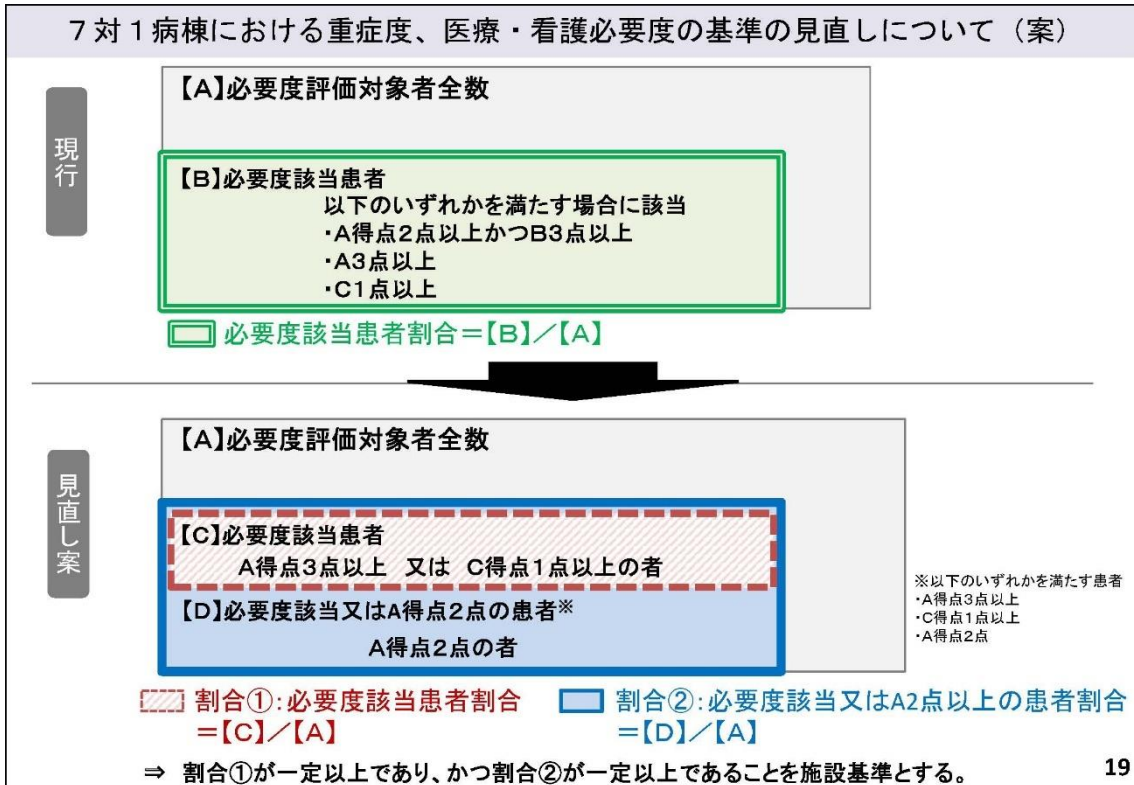 7対1病棟における重症度、医療・看護必要度の基準の見直しについて（案）
現行
【A】必要度評価対象者全数
【B】必要度該当患者
以下のいずれかを満たす場合に該当
・A得点2点以上かつB3点以上
・A3点以上
・C1点以上
必要度該当患者割合＝【B】／【A】
見直し案
【A】必要度評価対象者全数
【C】必要度該当患者
A得点3点以上 又は C得点1点以上の者
【D】必要度該当又はA得点2点の患者※
A得点2点の者
※以下のいずれかを満たす患者
・A得点3点以上
・C得点1点以上
・A得点2点
割合①：必要度該当患者割合
＝【C】／【A】
割合②：必要度該当又はA2点以上の患者割合
＝【D】／【A】
⇒ 割合①が一定以上であり、かつ割合②が一定以上であることを施設基準とする。
19